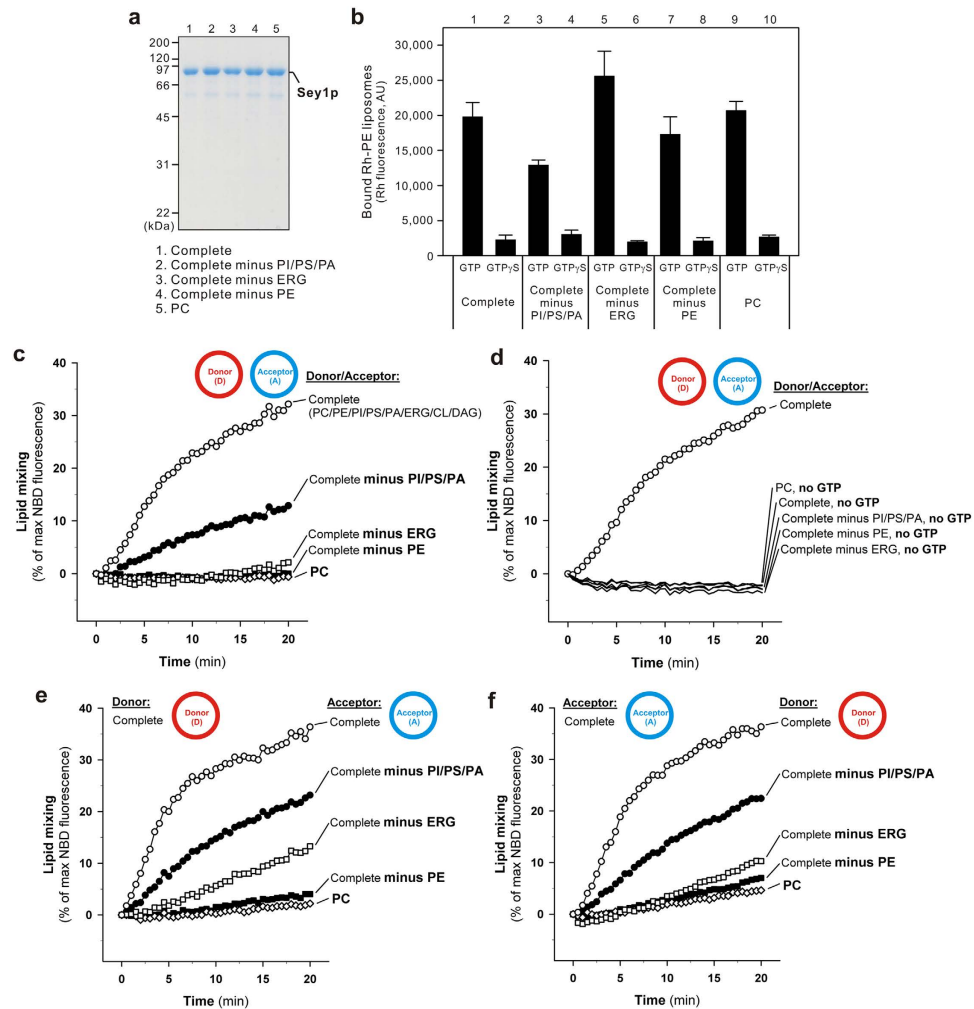 a
1 2 3 4 5
200
120
97
66
45
31
22
(kDa)
Sey1p
1. Complete
2. Complete minus PI/PS/PA
3. Complete minus ERG
4. Complete minus PE
5. PC
b
1 2 3 4 5 6 7 8 9 10
Bound Rh-PE liposomes
(Rh fluorescence, AU)
30,000
25,000
20,000
15,000
10,000
5,000
0
GTP GTPγS GTP GTPγS GTP GTPγS GTP GTPγS GTP GTPγS
Complete
Complete
minus
PI/PS/PA
Complete
minus
ERG
Complete
minus
PE
PC
c
Lipid mixing
(% of max NBD fluorescence)
40
30
20
10
0
0 5 10 15 20
Time (min)
Donor
(D)
Acceptor
(A)
Donor/Acceptor:
Complete
(PC/PE/PI/PS/PA/ERG/CL/DAG)
Complete minus PI/PS/PA
Complete minus ERG
Complete minus PE
PC
d
Lipid mixing
(% of max NBD fluorescence)
40
30
20
10
0
0 5 10 15 20
Time (min)
Donor
(D)
Acceptor
(A)
Donor/Acceptor:
Complete
PC, no GTP
Complete, no GTP
Complete minus PI/PS/PA, no GTP
Complete minus PE, no GTP
Complete minus ERG, no GTP
e
Lipid mixing
(% of max NBD fluorescence)
40
30
20
10
0
0 5 10 15 20
Time (min)
Donor:
Complete
Donor
(D)
Acceptor:
Complete
Acceptor
(A)
Complete minus PI/PS/PA
Complete minus ERG
Complete minus PE
PC
f
Lipid mixing
(% of max NBD fluorescence)
40
30
20
10
0
0 5 10 15 20
Time (min)
Acceptor:
Complete
Acceptor
(A)
Donor:
Complete
Donor
(D)
Complete minus PI/PS/PA
Complete minus ERG
Complete minus PE
PC